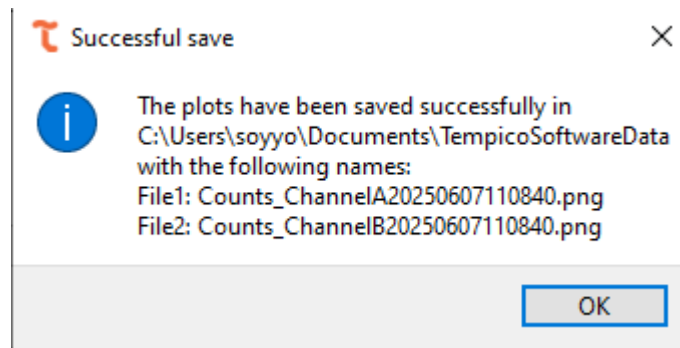 Successful save
The plots have been saved successfully in
C:\Users\soyyo\Documents\TempicoSoftwareData
with the following names:
File1: Counts_ChannelA20250607110840.png
File2: Counts_ChannelB20250607110840.png
OK